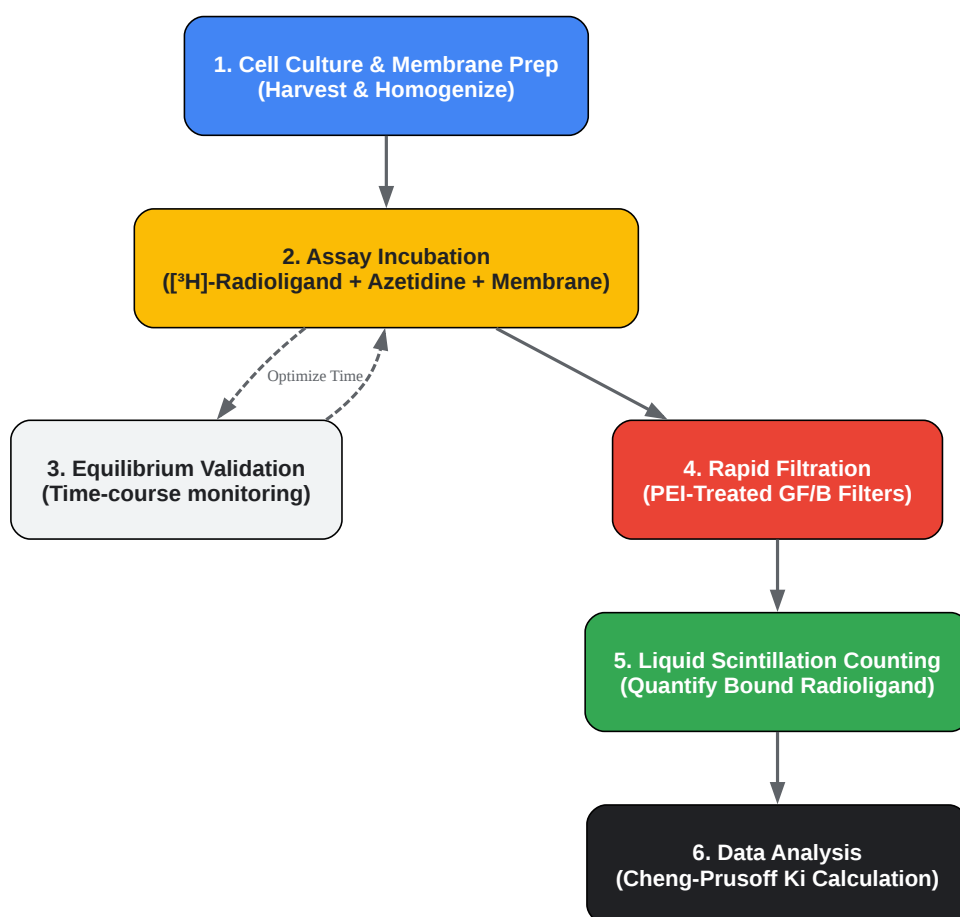 1. Cell Culture & Membrane Prep
(Harvest & Homogenize)
2. Assay Incubation
([³H]-Radioligand + Azetidine + Membrane)
Optimize Time
3. Equilibrium Validation
(Time-course monitoring)
4. Rapid Filtration
(PEI-Treated GF/B Filters)
5. Liquid Scintillation Counting
(Quantify Bound Radioligand)
6. Data Analysis
(Cheng-Prusoff Ki Calculation)